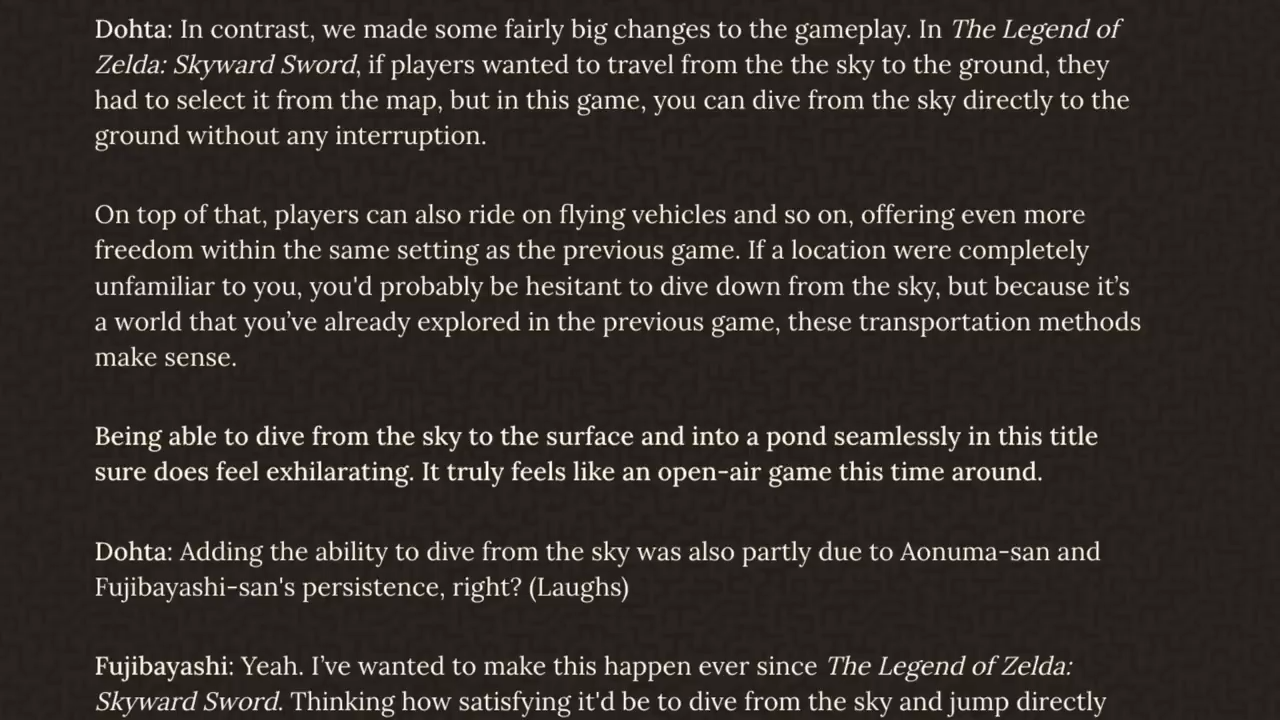 Dohta: In contrast, we made some fairly big changes to the gameplay. In The Legend of
Zelda: Skyward Sword, if players wanted to travel from the the sky to the ground, they
had to select it from the map, but in this game, you can dive from the sky directly to the
ground without any interruption.
On top of that, players can also ride on flying vehicles and so on, offering even more
freedom within the same setting as the previous game. If a location were completely
unfamiliar to you, you'd probably be hesitant to dive down from the sky, but because it’s
a world that you’ve already explored in the previous game, these transportation methods
make sense.
Being able to dive from the sky to the surface and into a pond seamlessly in this title
sure does feel exhilarating. It truly feels like an open-air game this time around.
Dohta: Adding the ability to dive from the sky was also partly due to Aonuma-san and
Fujibayashi-san's persistence, right? (Laughs)
Fujibayashi: Yeah. I’ve wanted to make this happen ever since The Legend of Zelda:
Skyward Sword. Thinking how satisfying it'd be to dive from the sky and jump directly